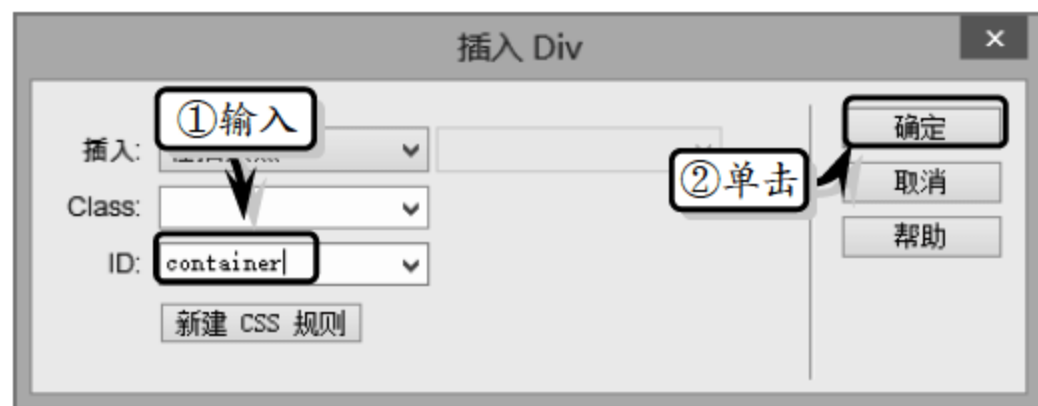 插入 Div
①输入
插入:
②单击
确定
Class:
取消
ID: container
帮助
新建 CSS 规则